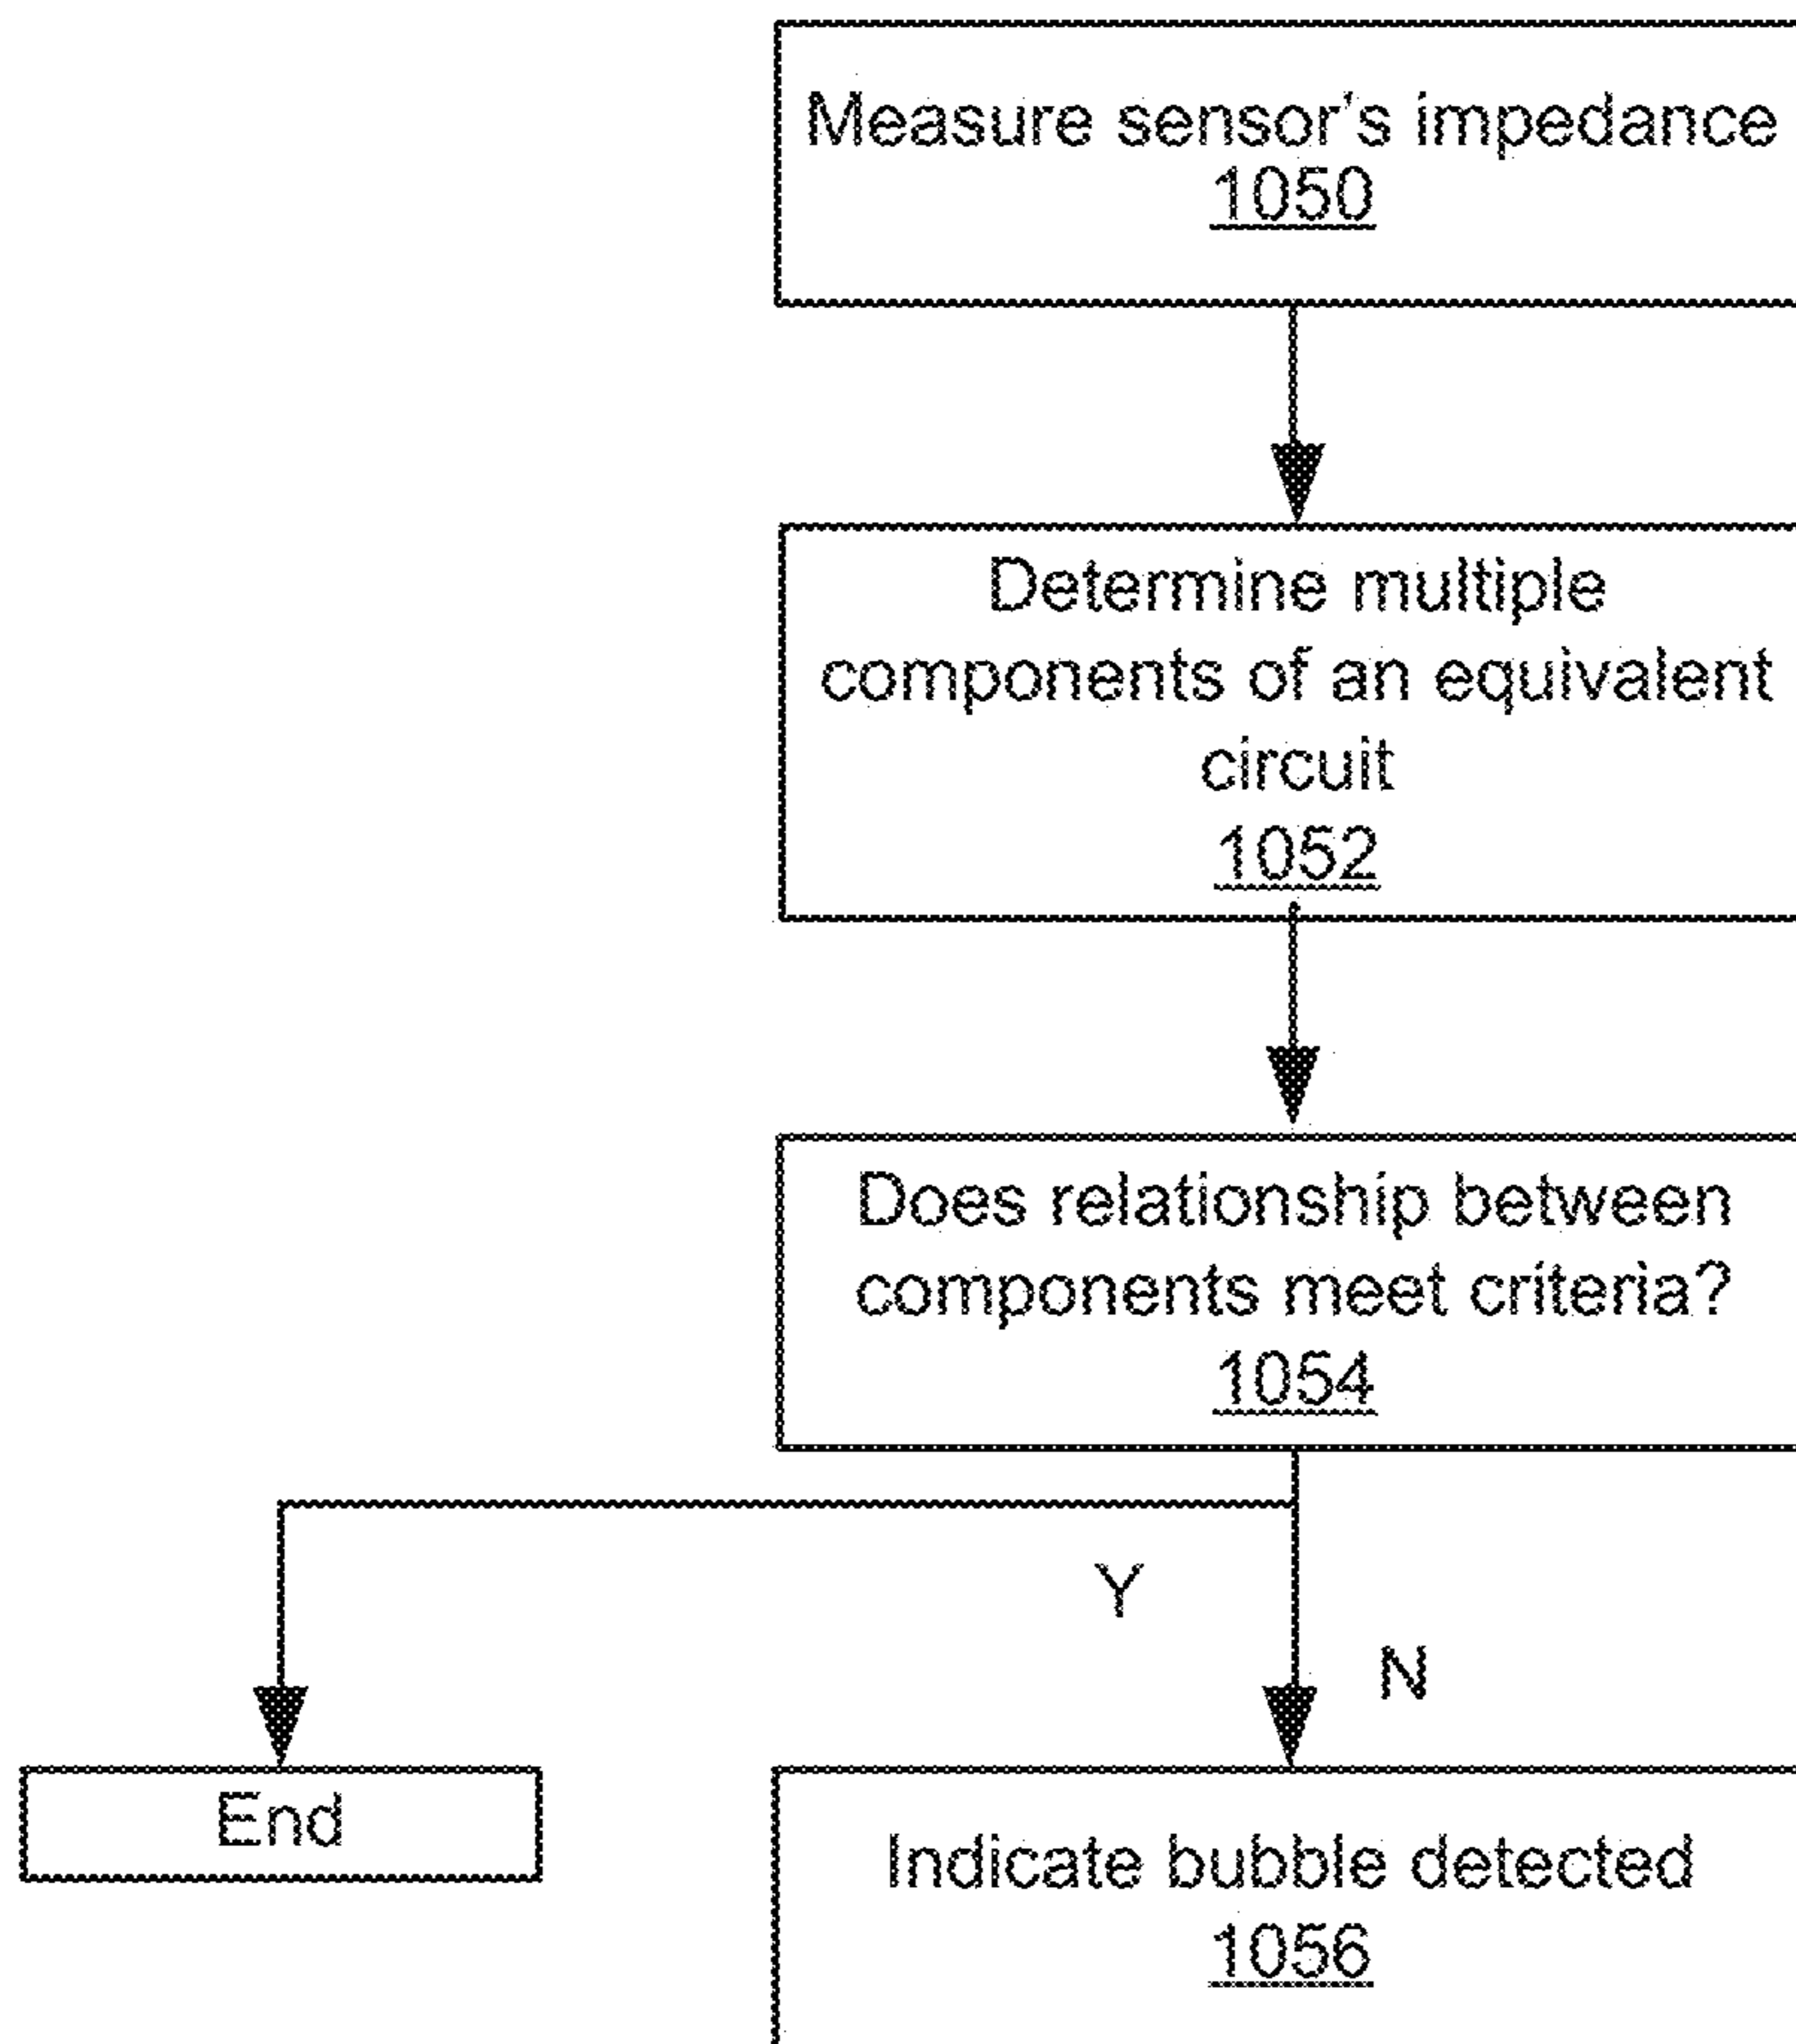 Measure sensor's impedance
1050
Determine multiple
components of an equivalent
circuit
1052
Does relationship between
components meet criteria?
1054
Y
N
End
Indicate bubble detected
1056